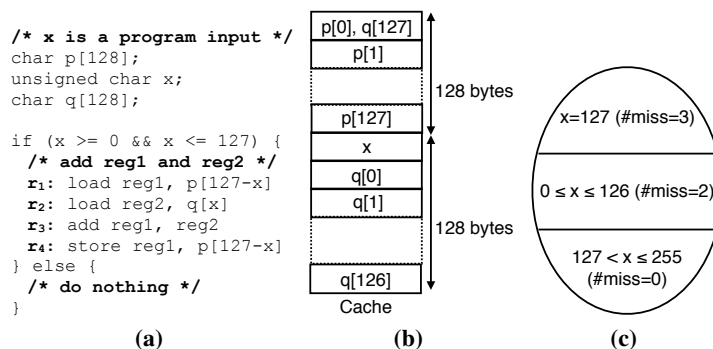 /* x is a program input */
char p[128];
unsigned char x;
char q[128];
if (x >= 0 && x <= 127) {
/* add reg1 and reg2 */
r₁: load reg1, p[127-x]
r₂: load reg2, q[x]
r₃: add reg1, reg2
r₄: store reg1, p[127-x]
} else {
/* do nothing */
}
(a)
p[0], q[127]
p[1]
p[127]
x
q[0]
q[1]
q[126]
Cache
128 bytes
128 bytes
(b)
x=127 (#miss=3)
0 ≤ x ≤ 126 (#miss=2)
127 < x ≤ 255
(#miss=0)
(c)